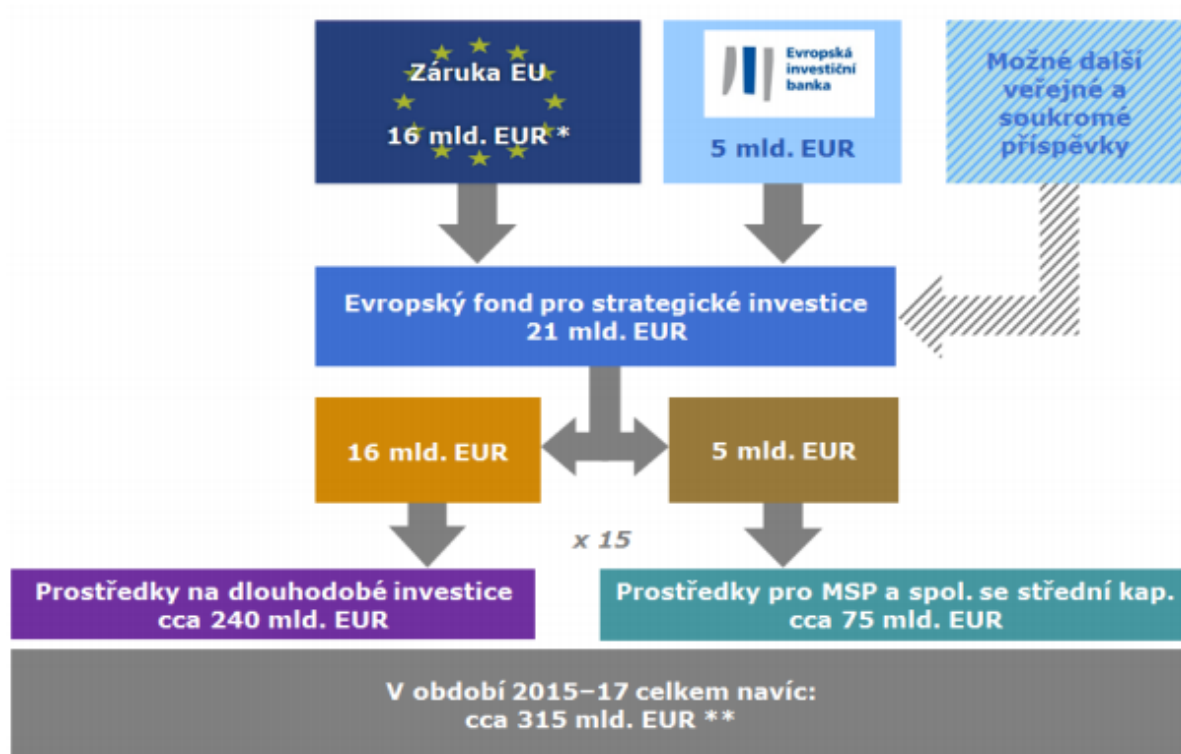 Záruka EU
16 mld. EUR *
Evropská
investiční
banka
5 mld. EUR
Možné další
veřejné a
soukromé
příspěvky
Evropský fond pro strategické investice
21 mld. EUR
16 mld. EUR
5 mld. EUR
x 15
Prostředky na dlouhodobé investice
cca 240 mld. EUR
Prostředky pro MSP a spol. se střední kap.
cca 75 mld. EUR
V období 2015–17 celkem navíc:
cca 315 mld. EUR **